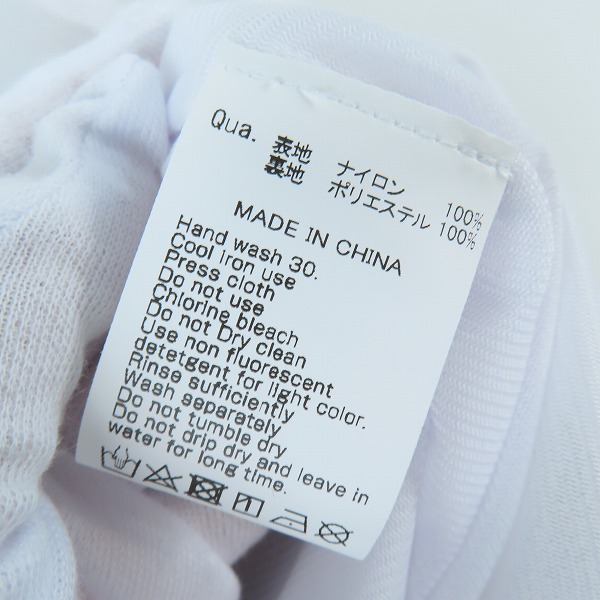 Qua. 表地 ナイロン 100%
裏地 ポリエステル 100%
MADE IN CHINA
Hand wash 30.
Cool Iron use
Press cloth
Do not use
Chloring bleach
Do not Dry clean
Use non fluorescent
detetgent for light color.
Rinse sufficiently
Wash separately
Do not tumble dry
Do not drip dry and leave in
water for long time.